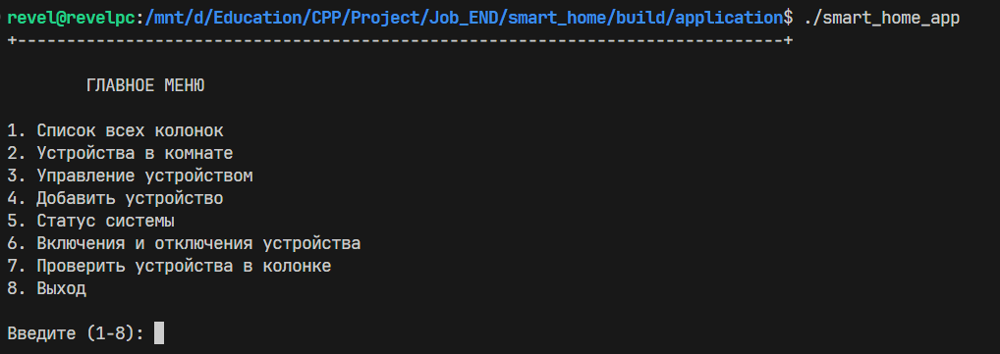 revel@revelpc:/mnt/d/Education/CPP/Project/Job_END/smart_home/build/application$ ./smart_home_app
+------------------------------------------------------------------------------+
ГЛАВНОЕ МЕНЮ
1. Список всех колонок
2. Устройства в комнате
3. Управление устройством
4. Добавить устройство
5. Статус системы
6. Включения и отключения устройства
7. Проверить устройства в колонке
8. Выход
Введите (1-8):